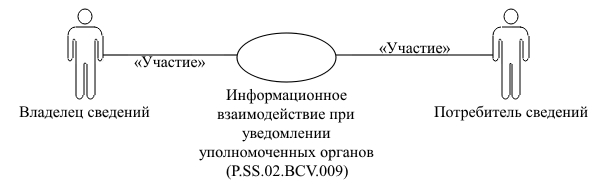 «Участие»
«Участие»
Владелец сведений
Информационное
взаимодействие при
уведомлении
уполномоченных органов
(P.SS.02.BCV.009)
Потребитель сведений